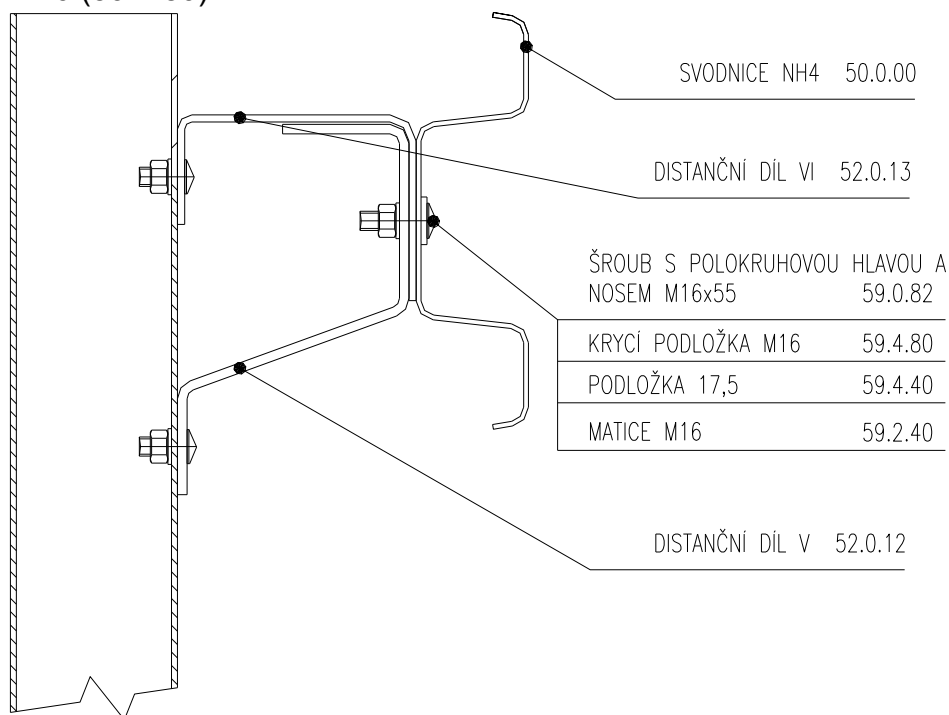 SVODNICE NH4 50.0.00
DISTANČNÍ DÍL VI 52.0.13
ŠROUB S POLOKRUHOVOU HLAVOU A
NOSEM M16x55 59.0.82
KRYCÍ PODLOŽKA M16 59.4.80
PODLOŽKA 17,5 59.4.40
MATICE M16 59.2.40
DISTANČNÍ DÍL V 52.0.12